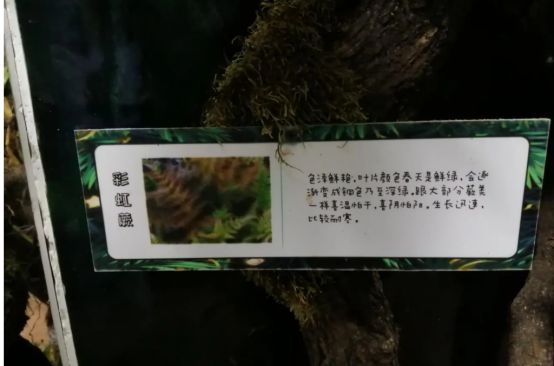 彩虹蕨
色泽鲜艳，叶片颜色春天是鲜绿，会逐
渐变成铜色乃至深绿。跟大部分蕨类
一样喜湿怕干，喜阴怕阳。生长迅速，
比较耐寒。